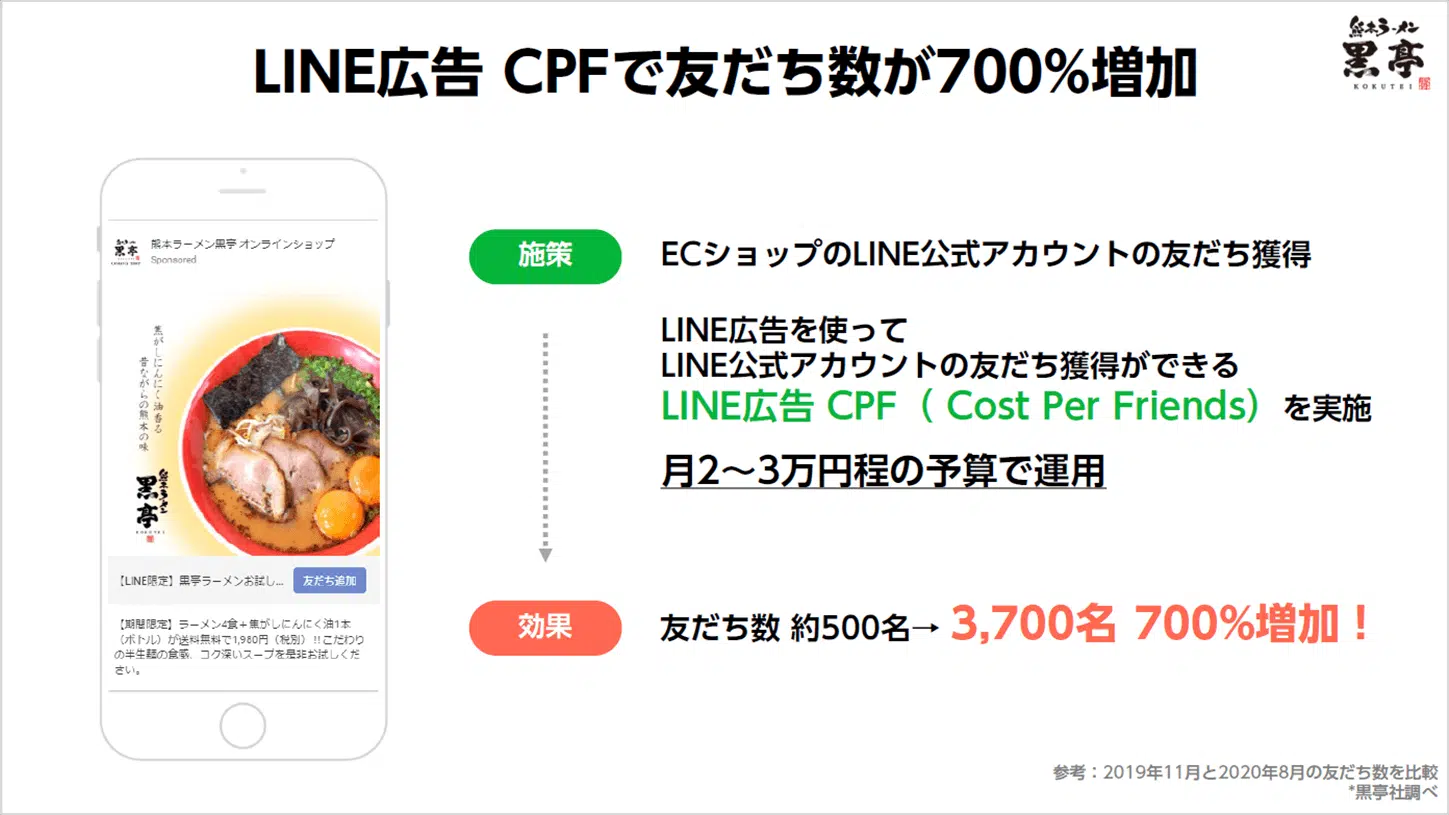 LINE広告 CPFで友だち数が700%増加
熊本ラーメン
黒亭
KOKUTEI
熊本ラーメン黒亭 オンラインショップ
Sponsored
焦がしにんにく油香る
昔ながらの熊本の味
熊本ラーメン
黒亭
KOKUTEI
【LINE限定】黒亭ラーメンお試し...
友だち追加
【期間限定】ラーメン4食+焦がしにんにく油1本
（ボトル）が送料無料で1,980円（税別）!!こだわり
の半生麺の食感、コク深いスープを是非お試しくだ
さい。
施策
ECショップのLINE公式アカウントの友だち獲得
LINE広告を使って
LINE公式アカウントの友だち獲得ができる
LINE広告 CPF（ Cost Per Friends）を実施
月2～3万円程の予算で運用
効果
友だち数 約500名→ 3,700名 700%増加！
参考：2019年11月と2020年8月の友だち数を比較
*黒亭社調べ